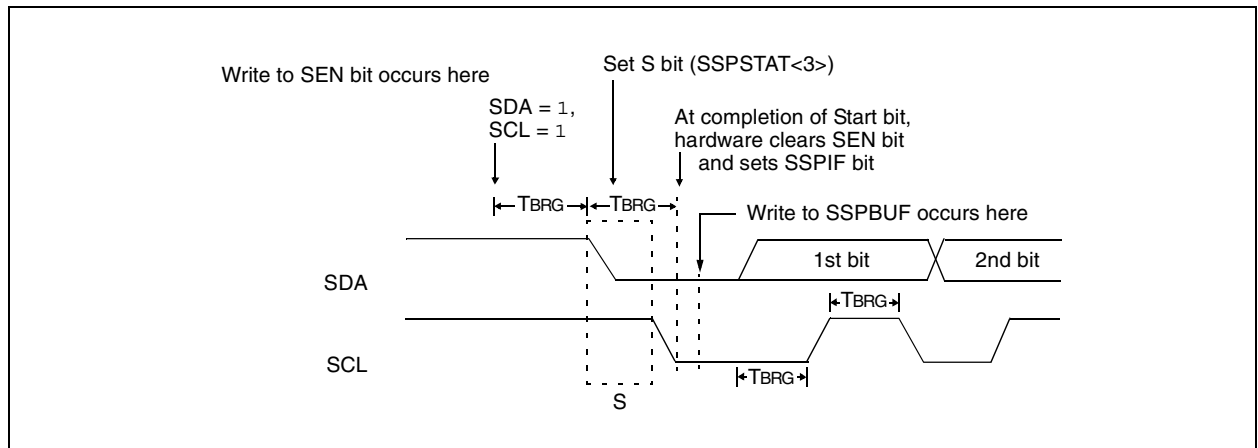 Write to SEN bit occurs here
Set S bit (SSPSTAT<3>)
SDA = 1,
SCL = 1
At completion of Start bit,
hardware clears SEN bit
and sets SSPIF bit
TBRG
TBRG
Write to SSPBUF occurs here
SDA
1st bit
2nd bit
TBRG
SCL
TBRG
S